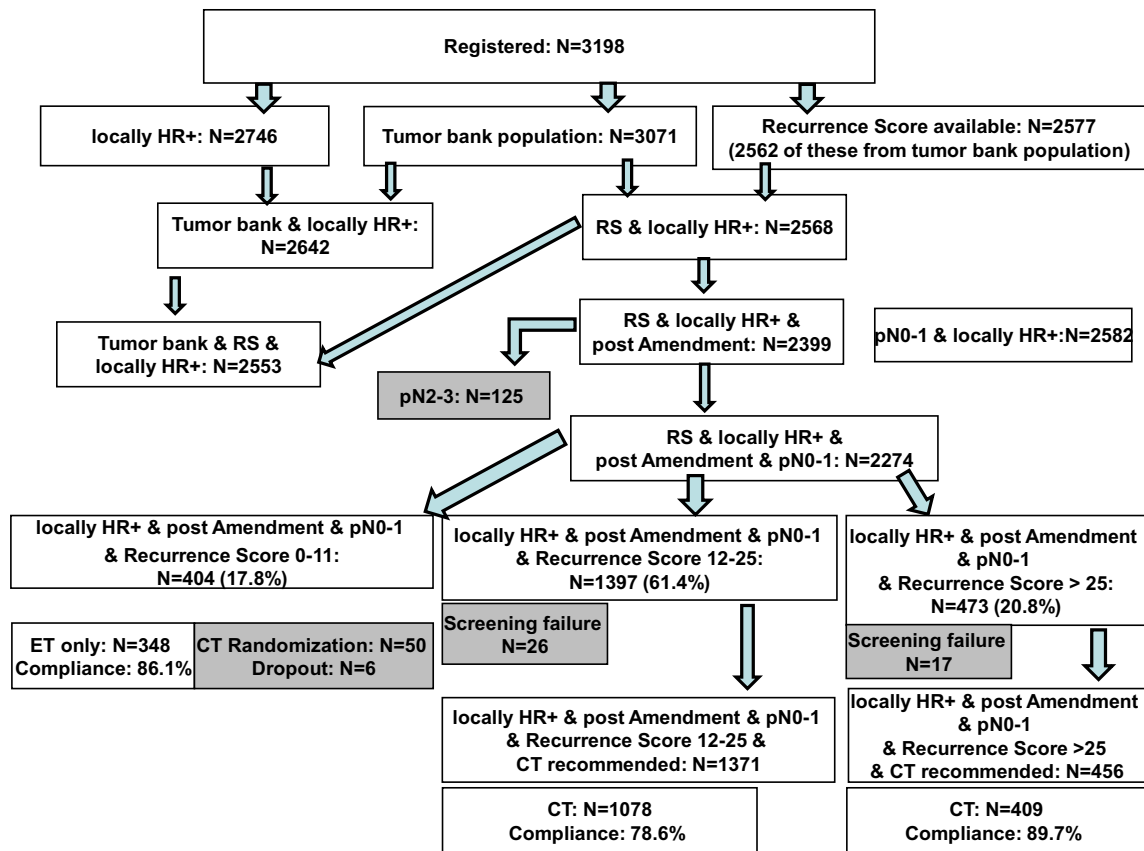 Registered: N=3198
locally HR+: N=2746
Tumor bank population: N=3071
Recurrence Score available: N=2577
(2562 of these from tumor bank population)
Tumor bank & locally HR+:
N=2642
RS & locally HR+: N=2568
Tumor bank & RS &
locally HR+: N=2553
RS & locally HR+ &
post Amendment: N=2399
pN0-1 & locally HR+:N=2582
pN2-3: N=125
RS & locally HR+ &
post Amendment & pN0-1: N=2274
locally HR+ & post Amendment & pN0-1
& Recurrence Score 0-11:
N=404 (17.8%)
locally HR+ & post Amendment & pN0-1
& Recurrence Score 12-25:
N=1397 (61.4%)
locally HR+ & post Amendment
& pN0-1
& Recurrence Score > 25:
N=473 (20.8%)
ET only: N=348
Compliance: 86.1%
CT Randomization: N=50
Dropout: N=6
Screening failure
N=26
Screening failure
N=17
locally HR+ & post Amendment & pN0-1
& Recurrence Score 12-25 &
CT recommended: N=1371
locally HR+ & post Amendment
& pN0-1
& Recurrence Score >25
& CT recommended: N=456
CT: N=1078
Compliance: 78.6%
CT: N=409
Compliance: 89.7%